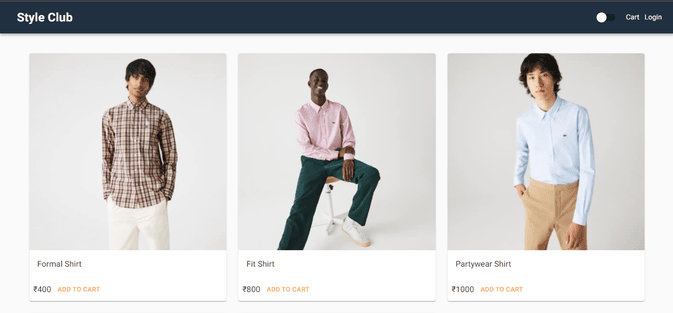 Style Club
Cart Login
Formal Shirt
Fit Shirt
Partywear Shirt
₹400 ADD TO CART
₹800 ADD TO CART
₹1000 ADD TO CART